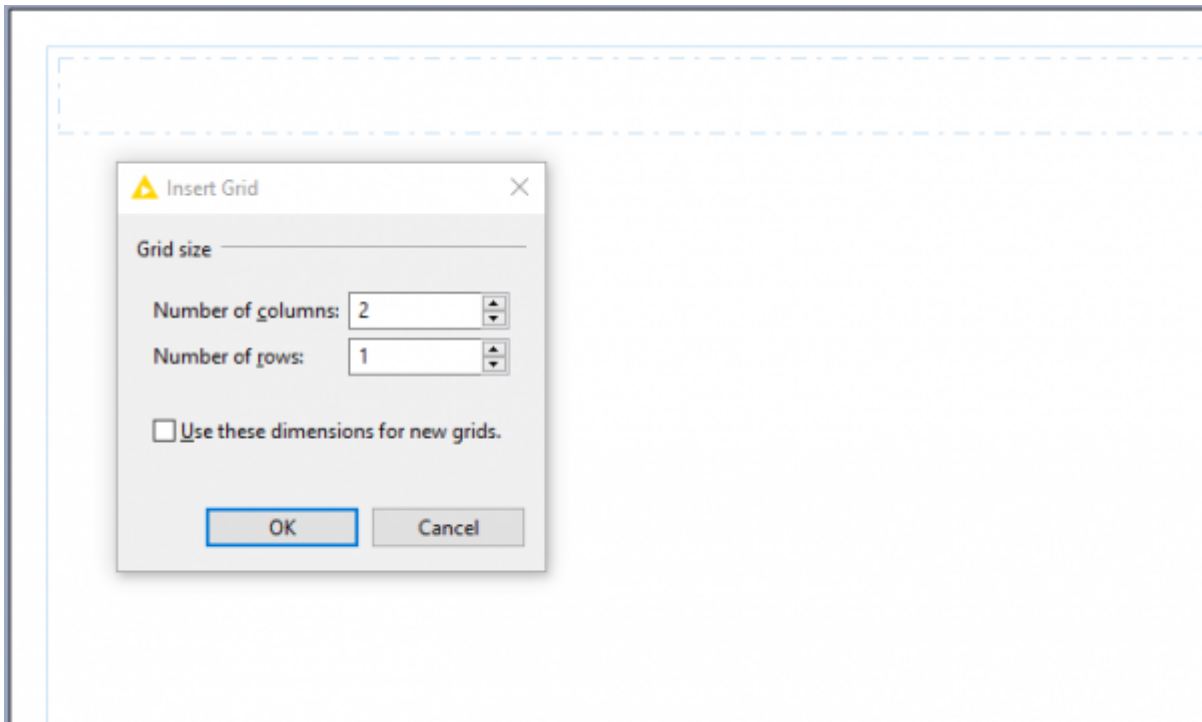 Insert Grid
Grid size
Number of columns: 2
Number of rows: 1
Use these dimensions for new grids.
OK Cancel